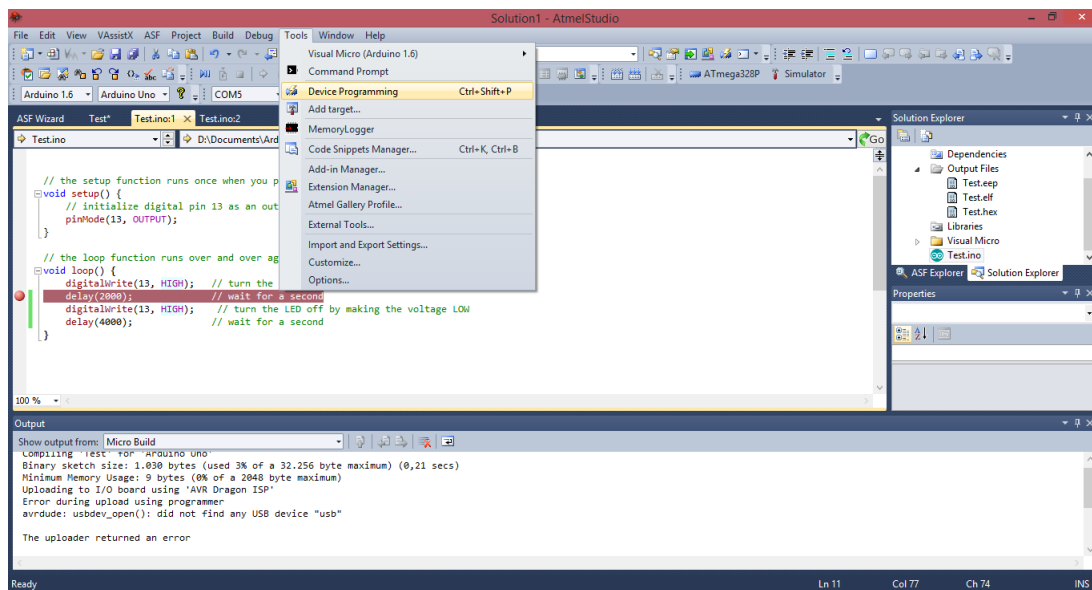 Solution1 - AtmelStudio
File Edit View VAssistX ASF Project Build Debug Tools Window Help
ATmega328P Simulator
Arduino 1.6 Arduino Uno COM5
Visual Micro (Arduino 1.6)
Command Prompt
Device Programming Ctrl+Shift+P
Add target...
MemoryLogger
Code Snippets Manager... Ctrl+K, Ctrl+B
Add-in Manager...
Extension Manager...
Atmel Gallery Profile...
External Tools...
Import and Export Settings...
Customize...
Options...
ASF Wizard Test* Test.ino:1 Test.ino:2
Test.ino D:\Documents\Ard Go
// the setup function runs once when you p
void setup() {
// initialize digital pin 13 as an out
pinMode(13, OUTPUT);
}
// the loop function runs over and over ag
void loop() {
digitalWrite(13, HIGH); // turn the
delay(2000); // wait for a second
digitalWrite(13, HIGH); // turn the LED off by making the voltage LOW
delay(4000); // wait for a second
}
100 %
Solution Explorer
Dependencies
Output Files
Test.eep
Test.elf
Test.hex
Libraries
Visual Micro
Test.ino
ASF Explorer Solution Explorer
Properties
Output
Show output from: Micro Build
Compiling 'Test' for 'Arduino Uno'
Binary sketch size: 1.030 bytes (used 3% of a 32.256 byte maximum) (0,21 secs)
Minimum Memory Usage: 9 bytes (0% of a 2048 byte maximum)
Uploading to I/O board using 'AVR Dragon ISP'
Error during upload using programmer
avrdude: usbdev_open(): did not find any USB device "usb"
The uploader returned an error
Ready Ln 11 Col 77 Ch 74 INS